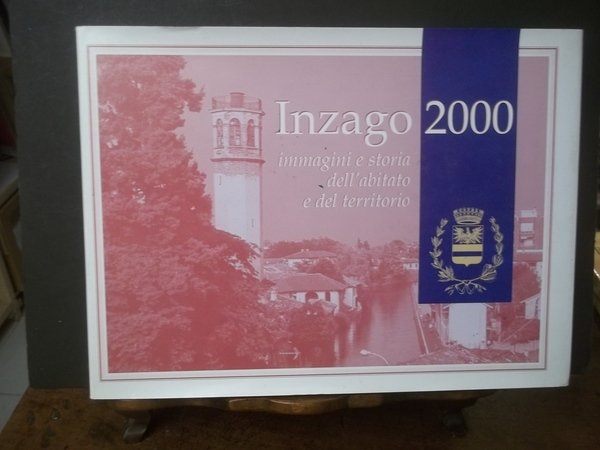 Inzago 2000
immagini e storia
dell'abitato
e del territorio